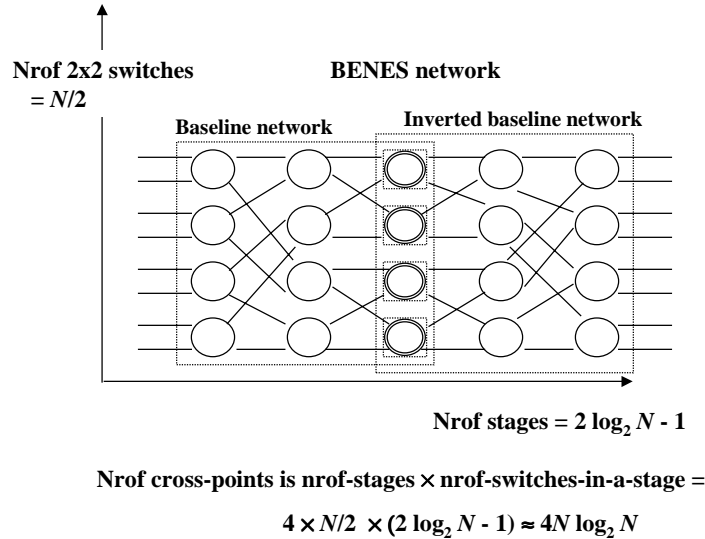 Nrof 2x2 switches
= N/2
BENES network
Baseline network
Inverted baseline network
Nrof stages = 2 log₂ N - 1
Nrof cross-points is nrof-stages × nrof-switches-in-a-stage =
4 × N/2 × (2 log₂ N - 1) ≈ 4N log₂ N